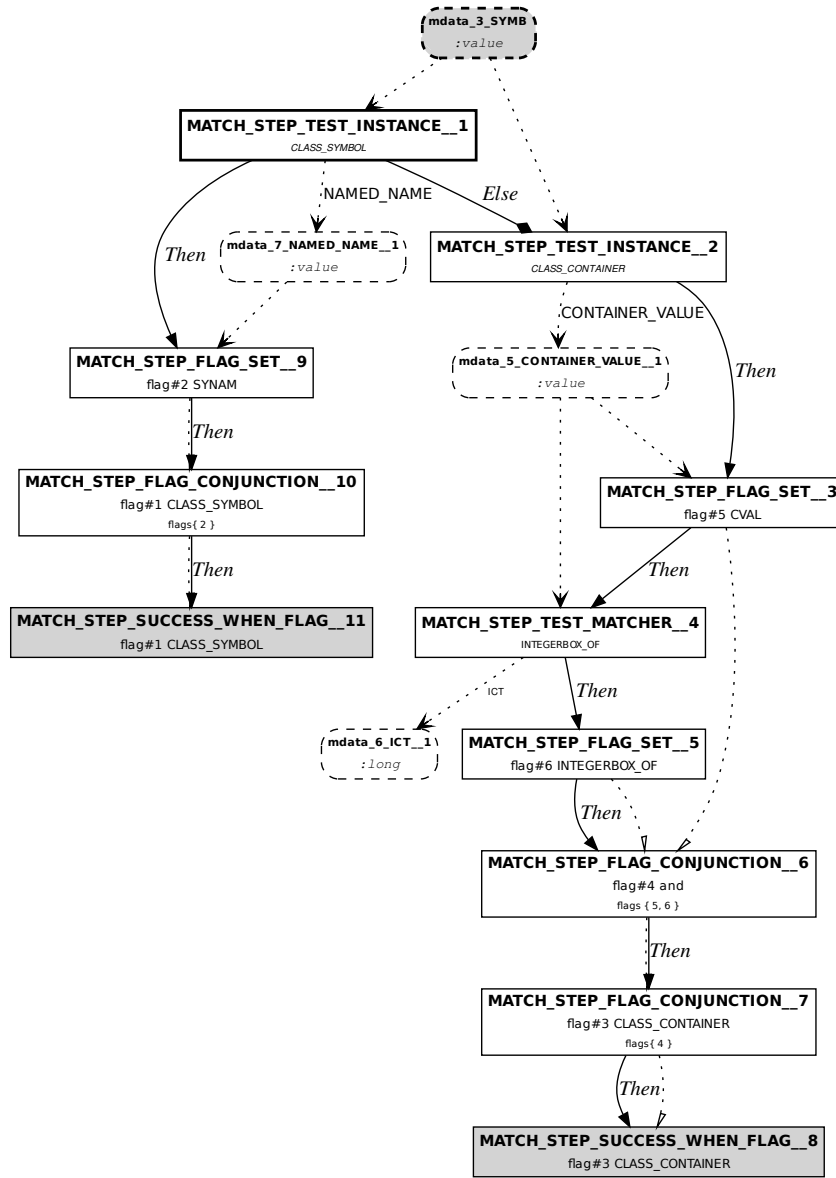 mdata_3_SYMB
:value
MATCH_STEP_TEST_INSTANCE__1
CLASS_SYMBOL
NAMED_NAME
Else
mdata_7_NAMED_NAME__1
:value
MATCH_STEP_TEST_INSTANCE__2
CLASS_CONTAINER
Then
CONTAINER_VALUE
MATCH_STEP_FLAG_SET__9
flag#2 SYNAM
mdata_5_CONTAINER_VALUE__1
:value
Then
Then
MATCH_STEP_FLAG_CONJUNCTION__10
flag#1 CLASS_SYMBOL
flags{ 2 }
MATCH_STEP_FLAG_SET__3
flag#5 CVAL
Then
Then
MATCH_STEP_SUCCESS_WHEN_FLAG__11
flag#1 CLASS_SYMBOL
MATCH_STEP_TEST_MATCHER__4
INTEGERBOX_OF
ICT
Then
mdata_6_ICT__1
:long
MATCH_STEP_FLAG_SET__5
flag#6 INTEGERBOX_OF
Then
MATCH_STEP_FLAG_CONJUNCTION__6
flag#4 and
flags { 5, 6 }
Then
MATCH_STEP_FLAG_CONJUNCTION__7
flag#3 CLASS_CONTAINER
flags{ 4 }
Then
MATCH_STEP_SUCCESS_WHEN_FLAG__8
flag#3 CLASS_CONTAINER